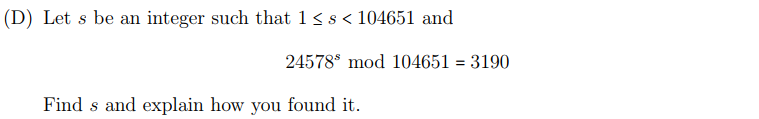 (D) Let s be an integer such that 1 ≤ s < 104651 and
24578ˢ mod 104651 = 3190
Find s and explain how you found it.